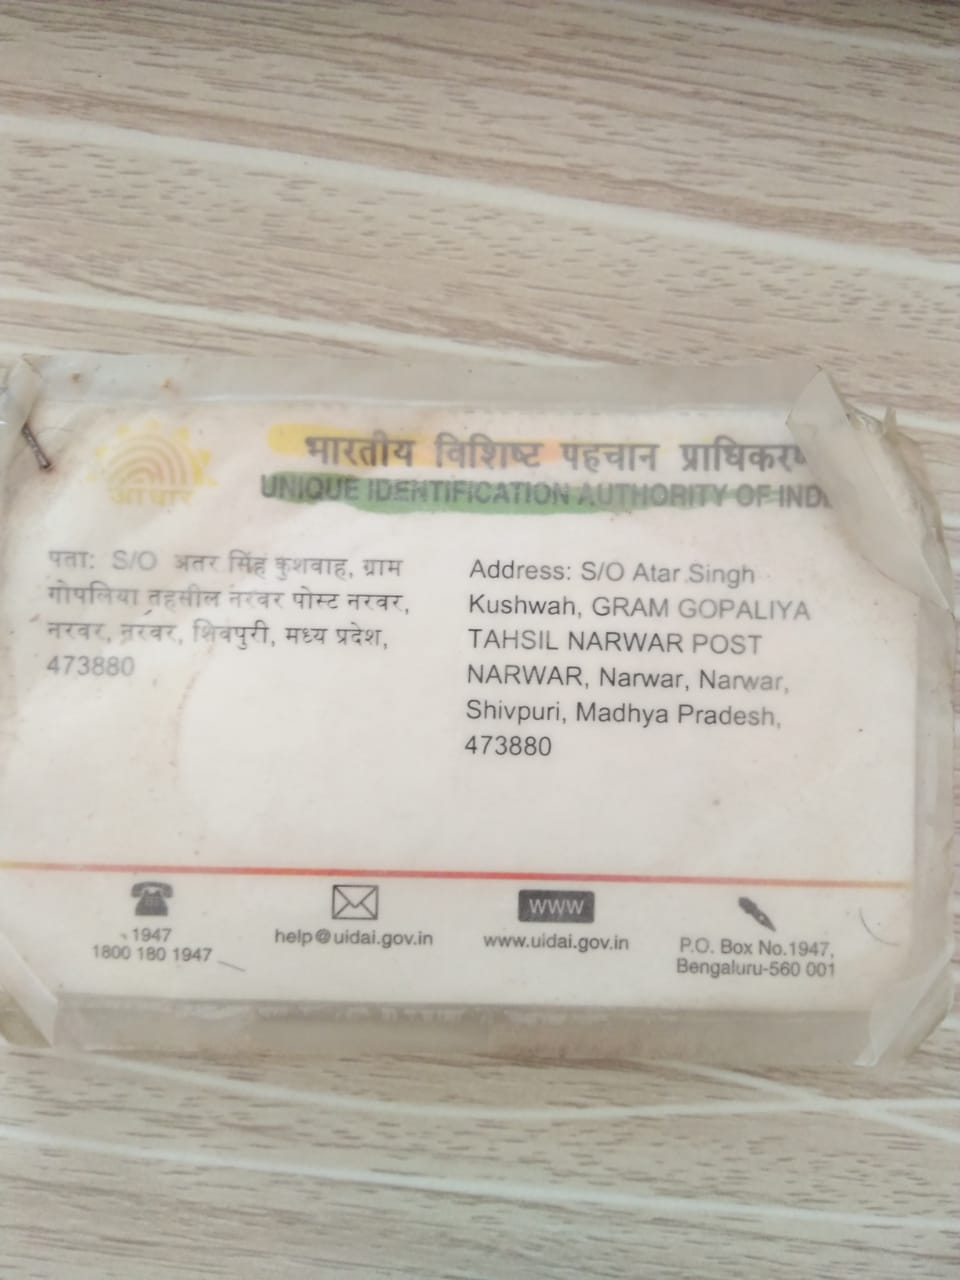 आधार
भारतीय विशिष्ट पहचान
UNIQUE IDENTIFICATION AUTHORITY OF
पता: S/O अतर सिंह कुशवाह, ग्राम
गोपलिया तहसील नरवर पोस्ट नरवर,
नरवर, नरवर, शिवपुरी, मध्य प्रदेश,
473880
Address: S/O Atar Singh
Kushwah, GRAM GOPALIYA
TAHSIL NARWAR POST
NARWAR, Narwar, Narwar,
Shivpuri, Madhya Pradesh,
473880
1947
1800 180 1947
help@uidai.gov.in
www
www.uidai.gov.in
P.O. Box No.1947,
Bengaluru-560 001